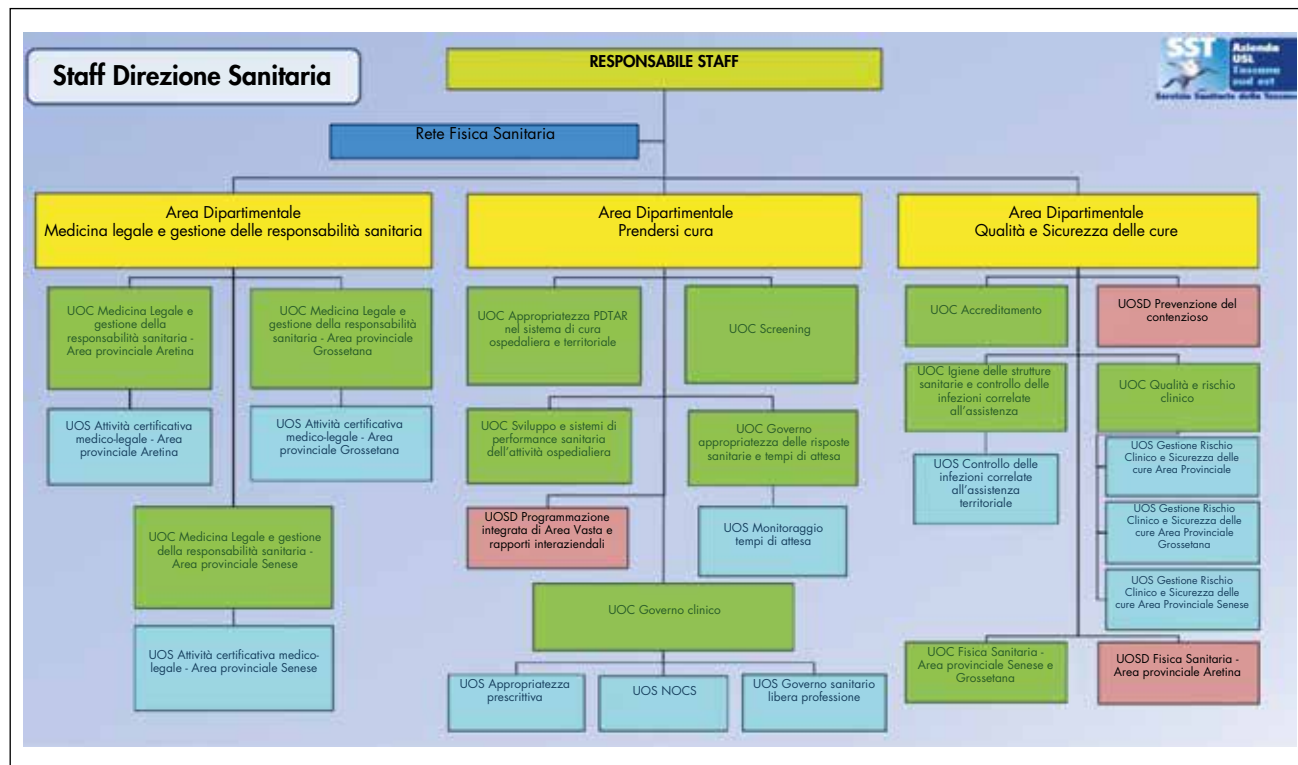 Staff Direzione Sanitaria
RESPONSABILE STAFF
SST
Azienda
USL
Toscana
sud est
Servizio Sanitario della Toscana
Rete Fisica Sanitaria
Area Dipartimentale
Medicina legale e gestione delle responsabilità sanitaria
Area Dipartimentale
Prendersi cura
Area Dipartimentale
Qualità e Sicurezza delle cure
UOC Medicina Legale e
gestione della
responsabilità sanitaria -
Area provinciale Aretina
UOC Medicina Legale e
gestione della responsabilità
sanitaria - Area provinciale
Grossetana
UOS Attività certificativa
medico-legale - Area
provinciale Aretina
UOS Attività certificativa
medico-legale - Area
provinciale Grossetana
UOC Medicina Legale e gestione
della responsabilità sanitaria -
Area provinciale Senese
UOS Attività certificativa medico-
legale - Area provinciale Senese
UOC Appropriatezza PDTAR
nel sistema di cura
ospedaliera e territoriale
UOC Screening
UOC Sviluppo e sistemi di
performance sanitaria
dell'attività ospedialiera
UOC Governo
appropriatezza delle risposte
sanitarie e tempi di attesa
UOSD Programmazione
integrata di Area Vasta e
rapporti interaziendali
UOS Monitoraggio
tempi di attesa
UOC Governo clinico
UOS Appropriatezza
prescrittiva
UOS NOCS
UOS Governo sanitario
libera professione
UOC Accreditamento
UOSD Prevenzione del
contenzioso
UOC Igiene delle strutture
sanitarie e controllo delle
infezioni correlate
all'assistenza
UOC Qualità e rischio
clinico
UOS Controllo delle
infezioni correlate
all'assistenza
territoriale
UOS Gestione Rischio
Clinico e Sicurezza delle
cure Area Provinciale
UOS Gestione Rischio
Clinico e Sicurezza delle
cure Area Provinciale
Grossetana
UOS Gestione Rischio
Clinico e Sicurezza delle
cure Area Provinciale Senese
UOC Fisica Sanitaria -
Area provinciale Senese e
Grossetana
UOSD Fisica Sanitaria -
Area provinciale Aretina